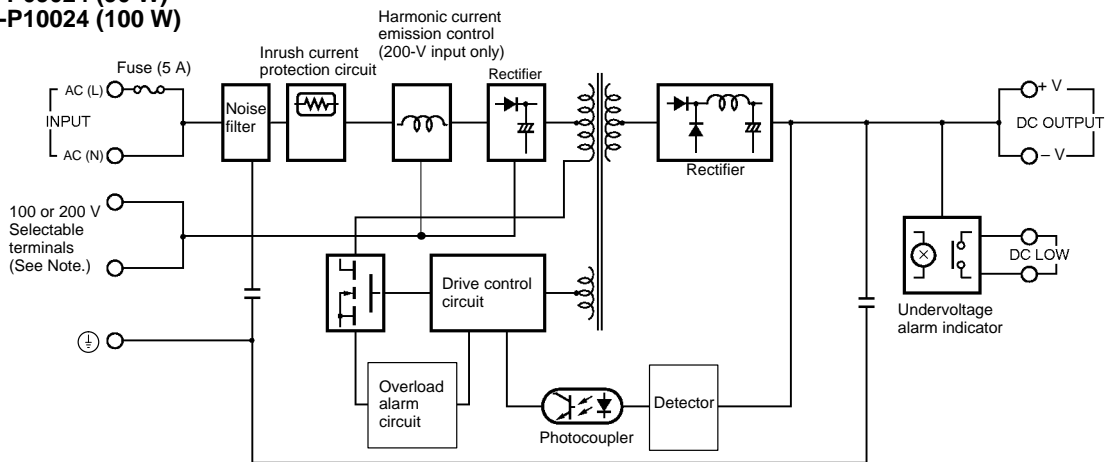 -P10024 (100 W)
Harmonic current
emission control
(200-V input only)
Inrush current
protection circuit
Fuse (5 A)
Rectifier
AC (L)
INPUT
AC (N)
Noise
filter
Rectifier
+ V
DC OUTPUT
– V
100 or 200 V
Selectable
terminals
(See Note.)
DC LOW
Drive control
circuit
Undervoltage
alarm indicator
Overload
alarm
circuit
Detector
Photocoupler